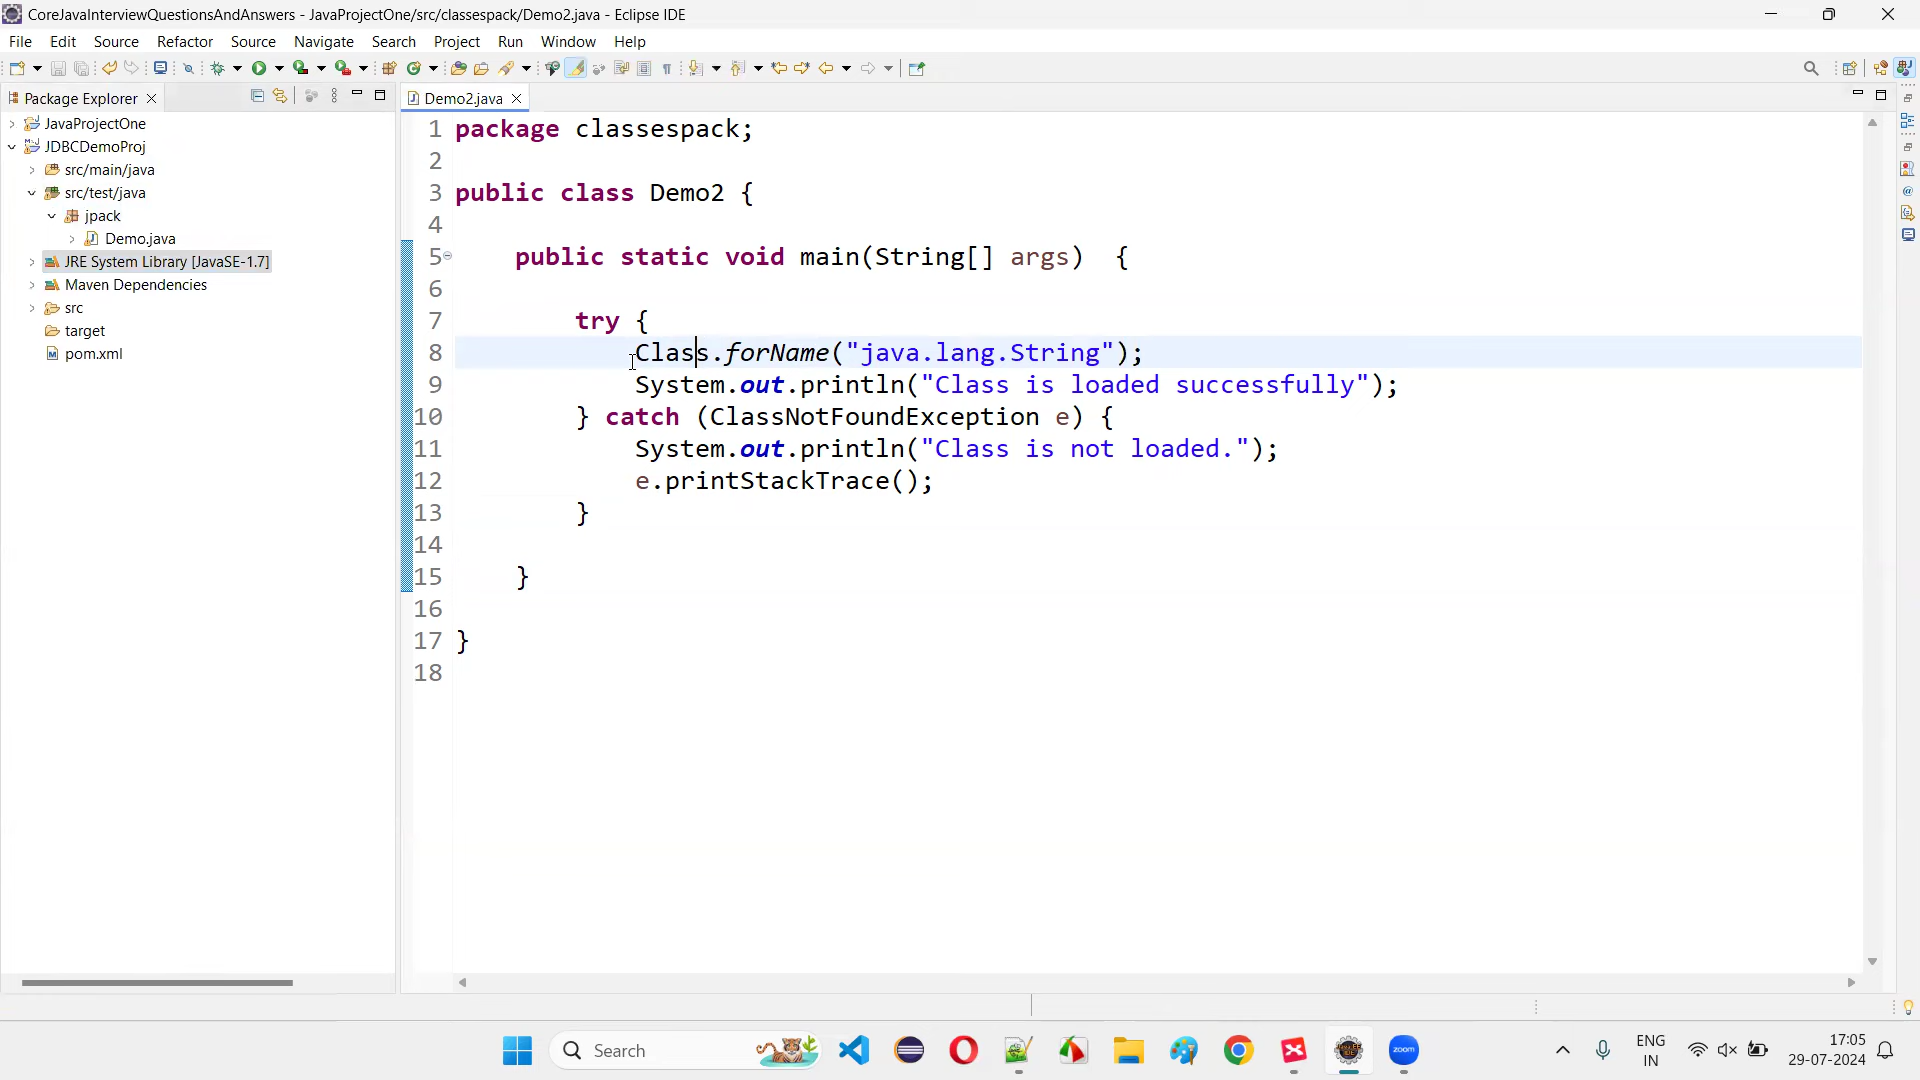 CoreJavaInterviewQuestionsAndAnswers - JavaProjectOne/src/classespack/Demo2.java - Eclipse IDE
File Edit Source Refactor Source Navigate Search Project Run Window Help
Package Explorer
JavaProjectOne
JDBCDemoProj
src/main/java
src/test/java
jpack
Demo.java
JRE System Library [JavaSE-1.7]
Maven Dependencies
src
target
pom.xml
Demo2.java
1 package classespack;
2
3 public class Demo2 {
4
5 public static void main(String[] args)  {
6
7 try {
8 Class.forName("java.lang.String");
9 System.out.println("Class is loaded successfully");
10 } catch (ClassNotFoundException e) {
11 System.out.println("Class is not loaded.");
12 e.printStackTrace();
13 }
14
15 }
16
17 }
18
Search
zoom
ENG
IN
17:05
29-07-2024